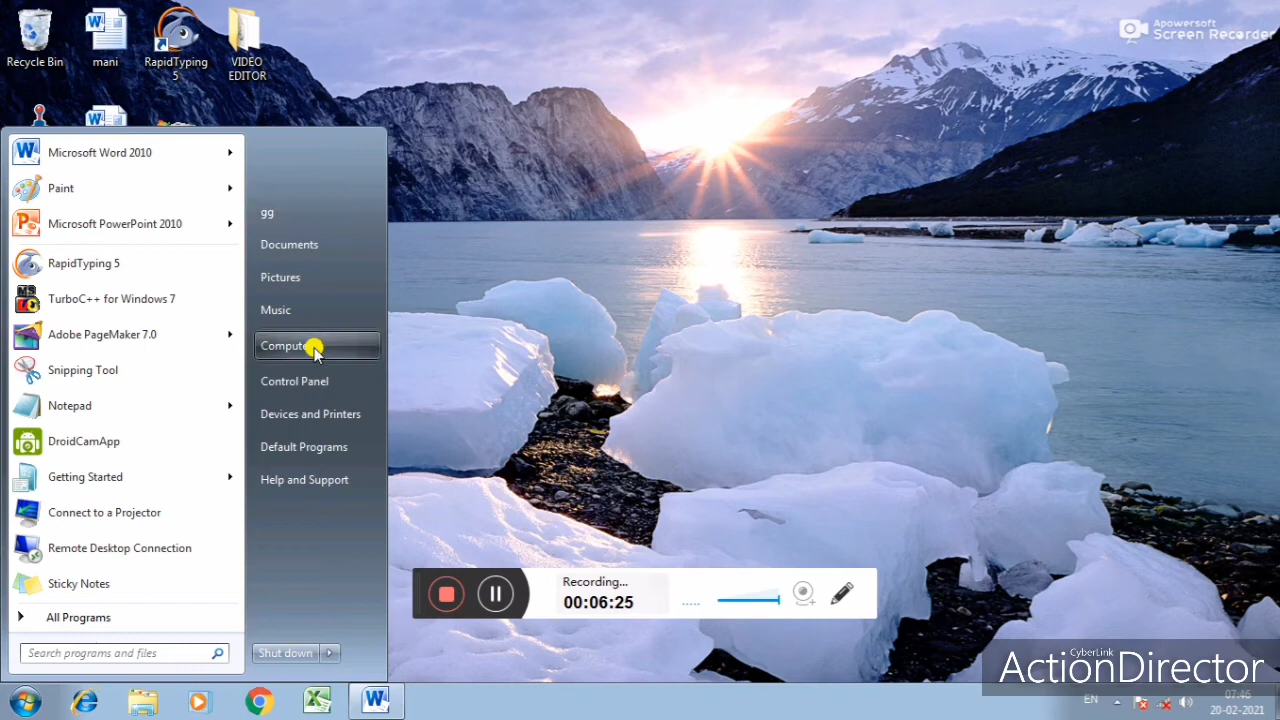 Recycle Bin
mani
RapidTyping
5
VIDEO
EDITOR
Apowersoft
Screen Recorder
Microsoft Word 2010
Paint
Microsoft PowerPoint 2010
RapidTyping 5
TurboC++ for Windows 7
Adobe PageMaker 7.0
Snipping Tool
Notepad
DroidCamApp
Getting Started
Connect to a Projector
Remote Desktop Connection
Sticky Notes
All Programs
Search programs and files
gg
Documents
Pictures
Music
Compute
Control Panel
Devices and Printers
Default Programs
Help and Support
Shut down
Recording...
00:06:25
CyberLink
ActionDirector
EN
07:46
20-02-2021